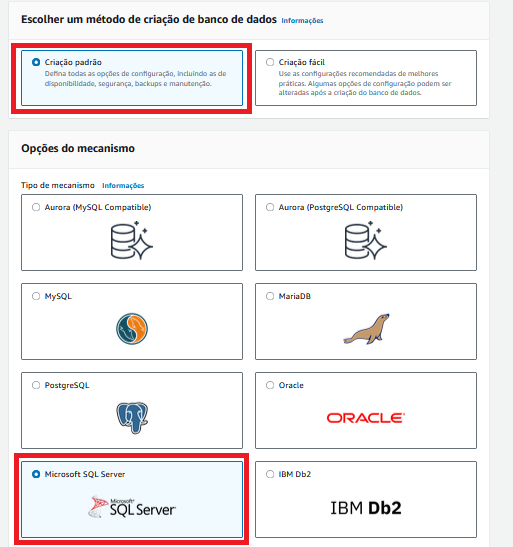 Escolher um método de criação de banco de dados Informações
Criação padrão
Defina todas as opções de configuração, incluindo as de
disponibilidade, segurança, backups e manutenção.
Criação fácil
Use as configurações recomendadas de melhores
práticas. Algumas opções de configuração podem ser
alteradas após a criação do banco de dados.
Opções do mecanismo
Tipo de mecanismo Informações
Aurora (MySQL Compatible)
Aurora (PostgreSQL Compatible)
MySQL
MariaDB
PostgreSQL
Oracle
ORACLE
Microsoft SQL Server
Microsoft
SQL Server
IBM Db2
IBM Db2